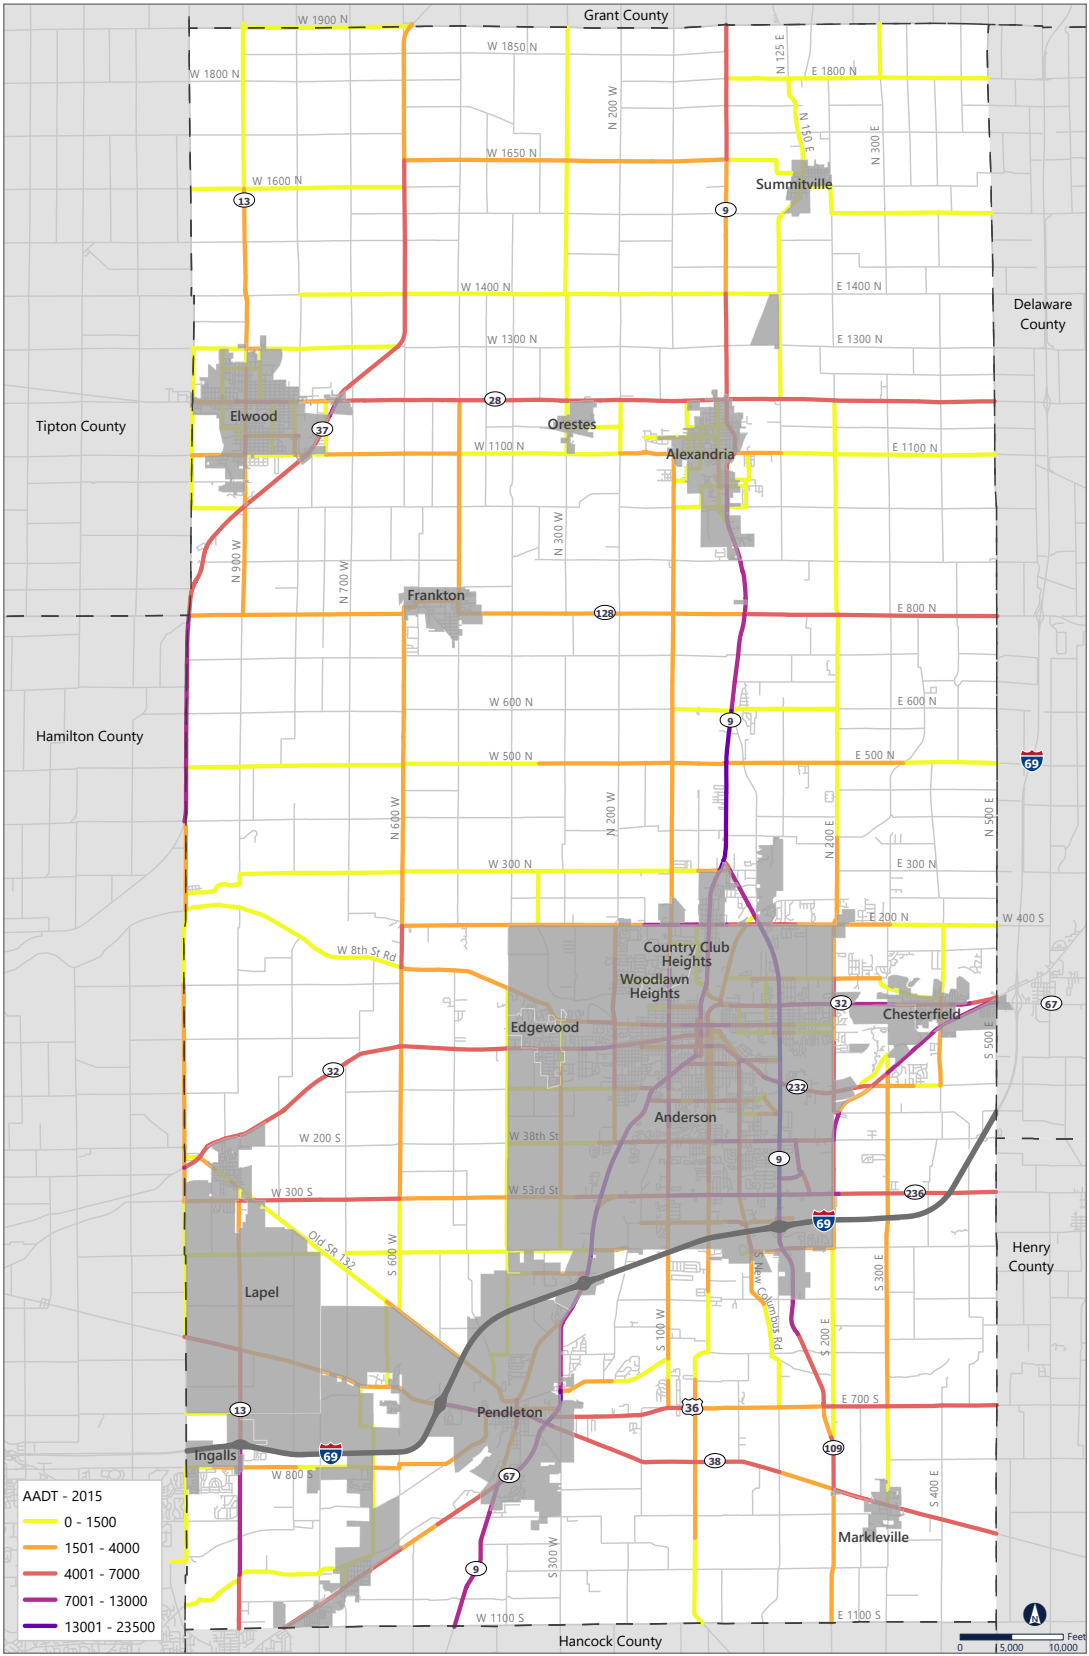 Grant County
W 1900 N
W 1850 N
N 125 E
W 1800 N
E 1800 N
N 200 W
N 150 E
N 300 E
W 1650 N
W 1600 N
Summitville
13
9
W 1400 N
E 1400 N
Delaware
County
W 1300 N
E 1300 N
28
Elwood
Orestes
Tipton County
37
W 1100 N
Alexandria
E 1100 N
N 900 W
N 700 W
N 300 W
Frankton
128
E 800 N
W 600 N
E 600 N
9
Hamilton County
W 500 N
E 500 N
69
N 600 W
N 200 W
N 200 E
N 500 E
W 300 N
E 300 N
E 200 N
W 400 S
W 8th St Rd
Country Club
Heights
Woodlawn
Heights
32
67
Chesterfield
Edgewood
S 500 E
32
232
Anderson
W 200 S
W 38th St
9
W 300 S
W 53rd St
236
69
Old SR 132
S 600 W
S New Columbus Rd
S 300 E
Henry
County
Lapel
S 100 W
S 200 E
13
Pendleton
36
E 700 S
109
Ingalls
69
W 800 S
67
38
S 400 E
AADT - 2015
0 - 1500
1501 - 4000
4001 - 7000
7001 - 13000
13001 - 23500
Markleville
S 300 W
9
W 1100 S
E 1100 S
N
Hancock County
Feet
0 5,000 10,000